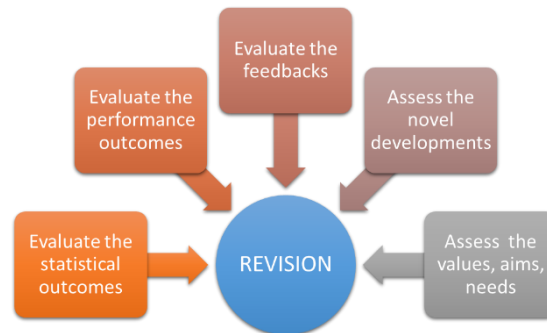 Evaluate the
feedbacks
Evaluate the
performance
outcomes
Assess the
novel
developments
Evaluate the
statistical
outcomes
REVISION
Assess the
values, aims,
needs